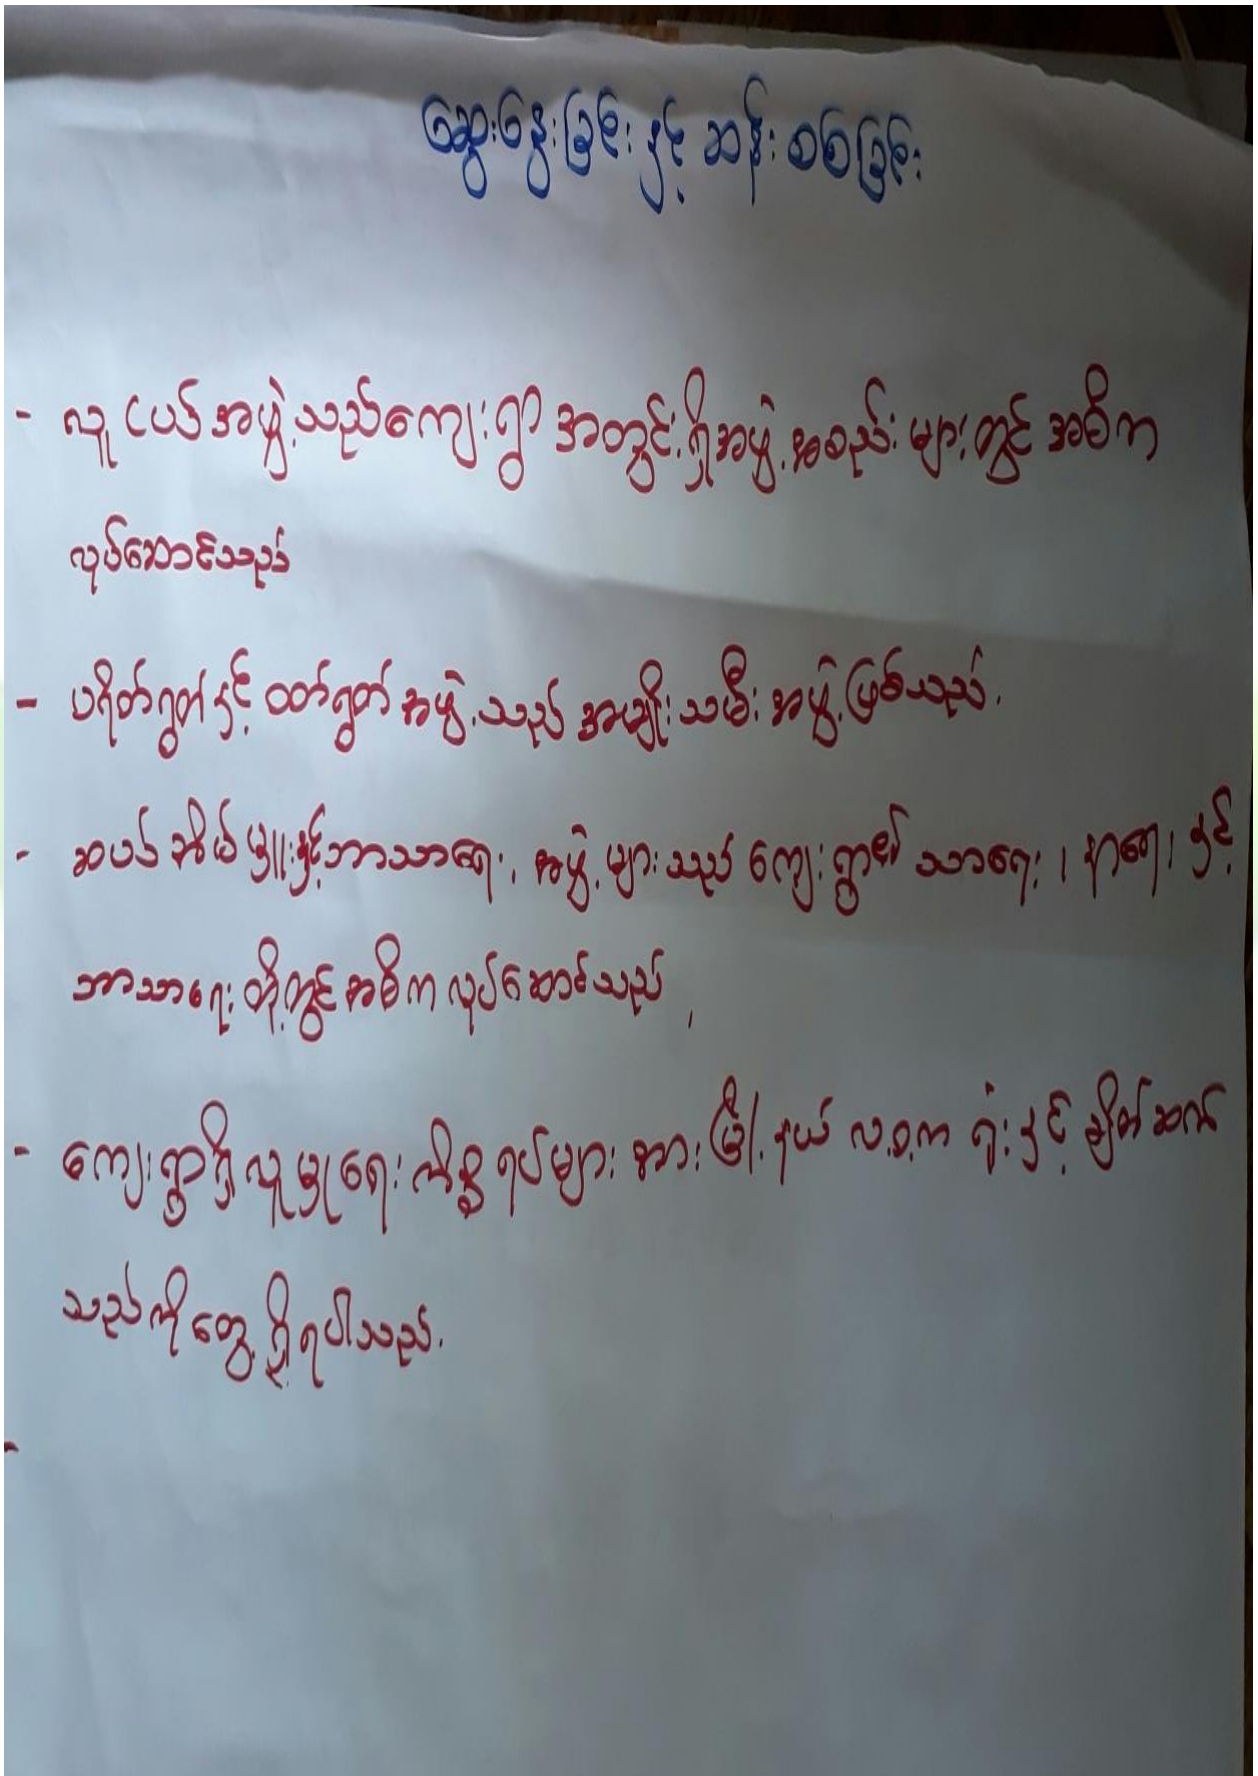 ဆွေးနွေးခြင်း နှင့် ဆန်းစစ်ခြင်း
- လူငယ်အဖွဲ့သည်ကျေးရွာ အတွင်းရှိအဖွဲ့အစည်းများတွင် အဓိက
လုပ်ဆောင်သည်
- ပရိတ်ရွတ်နှင့် ထတ်ရွတ် အဖွဲ့သည် အမျိုးသမီး အဖွဲ့ဖြစ်သည်.
- ဆယ်အိမ်မှူးနှင့်ဘာသာရေး အဖွဲ့များသည် ကျေးရွာ၏ သာရေး၊ နာရေး နှင့်
ဘာသာရေး တို့တွင် အဓိက လုပ်ဆောင်သည်
- ကျေးရွာရှိ လူမှုရေး ကိစ္စရပ်များ အား မြို့နယ် လ.ဝ.က ရုံးနှင့် ချိတ်ဆက်
သည်ကို တွေ့ရှိရပါသည်.
-